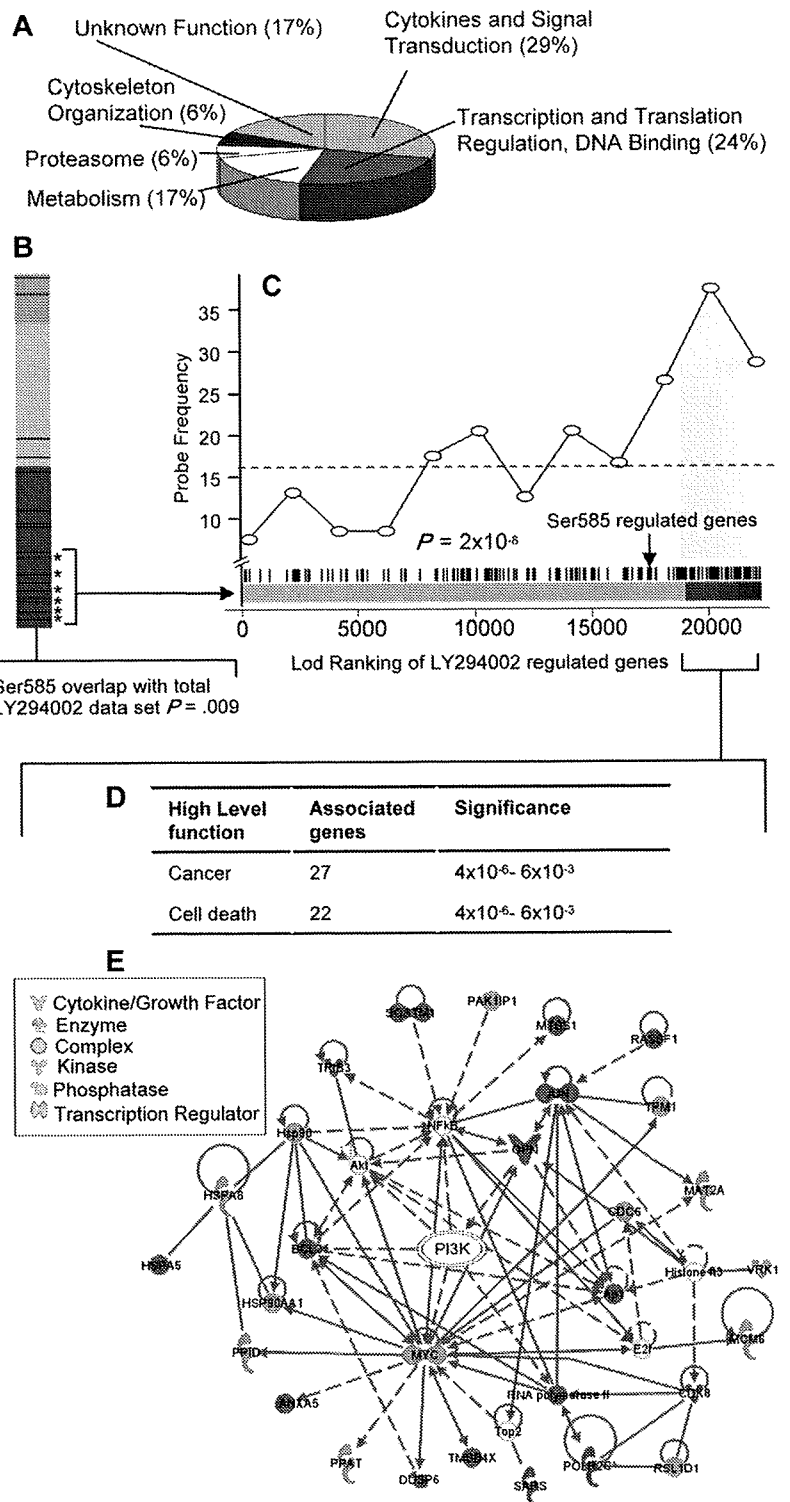 A
Unknown Function (17%)
Cytokines and Signal
Transduction (29%)
Cytoskeleton
Organization (6%)
Transcription and Translation
Regulation, DNA Binding (24%)
Proteasome (6%)
Metabolism (17%)
B
*
*
*
*
*
*
Ser585 overlap with total
LY294002 data set P = .009
C
Probe Frequency
35
30
25
20
15
10
P = 2x10-8
Ser585 regulated genes
0 5000 10000 15000 20000
Lod Ranking of LY294002 regulated genes
D
High Level
function
Associated
genes
Significance
Cancer 27 4x10-6- 6x10-3
Cell death 22 4x10-6- 6x10-3
E
Cytokine/Growth Factor
Enzyme
Complex
Kinase
Phosphatase
Transcription Regulator
PAK1IP1
RASSF1
TRIB3
TPM1
NFkB
Hsp90
Akt
MAT2A
HSPA8
CDC6
PI3K
HSPA5
Histone h3
VRK1
HSP90AA1
PPID
MYC
E2f
MCM6
ANXA5
RNA polymerase II
CDK8
Top2
PPAT
DUSP6
TMSB4X
SARS
RSL1D1